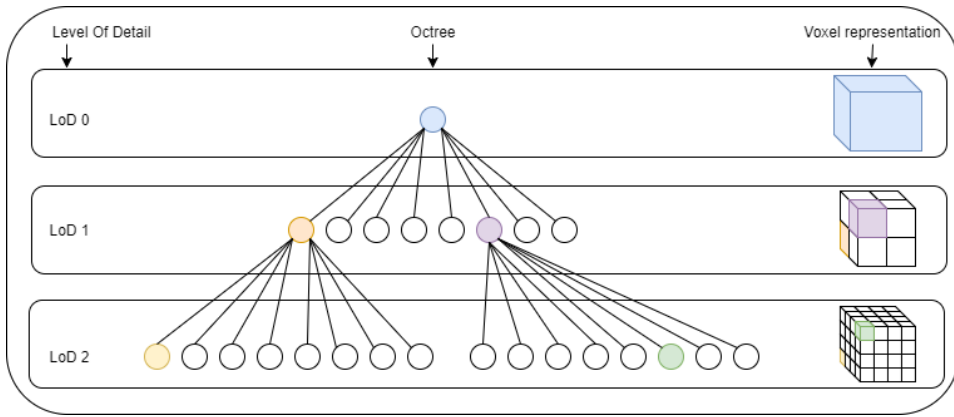 Level Of Detail
Octree
Voxel representation
LoD 0
LoD 1
LoD 2